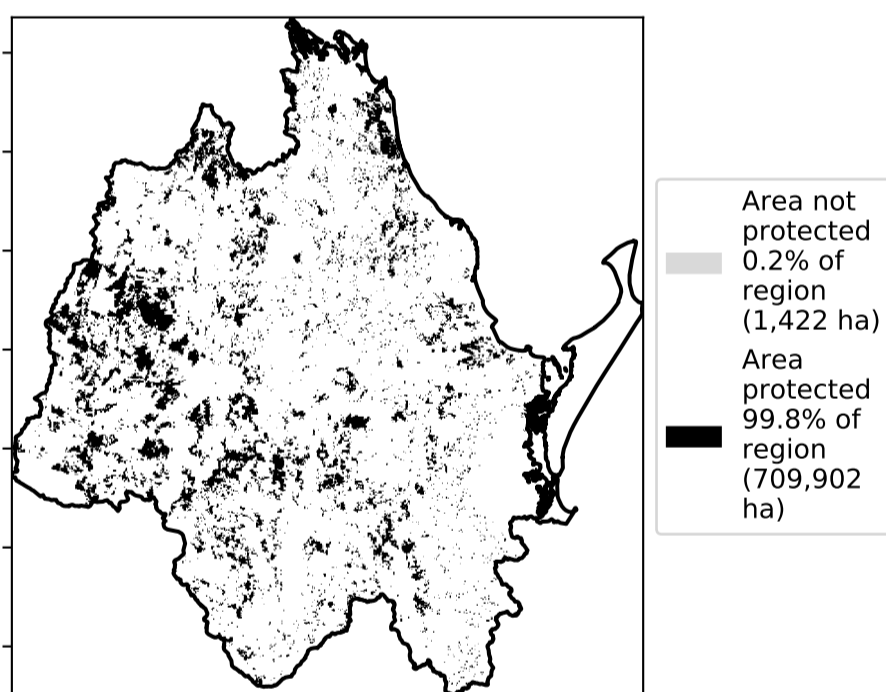 Area not
protected
0.2% of
region
(1,422 ha)
Area
protected
99.8% of
region
(709,902
ha)